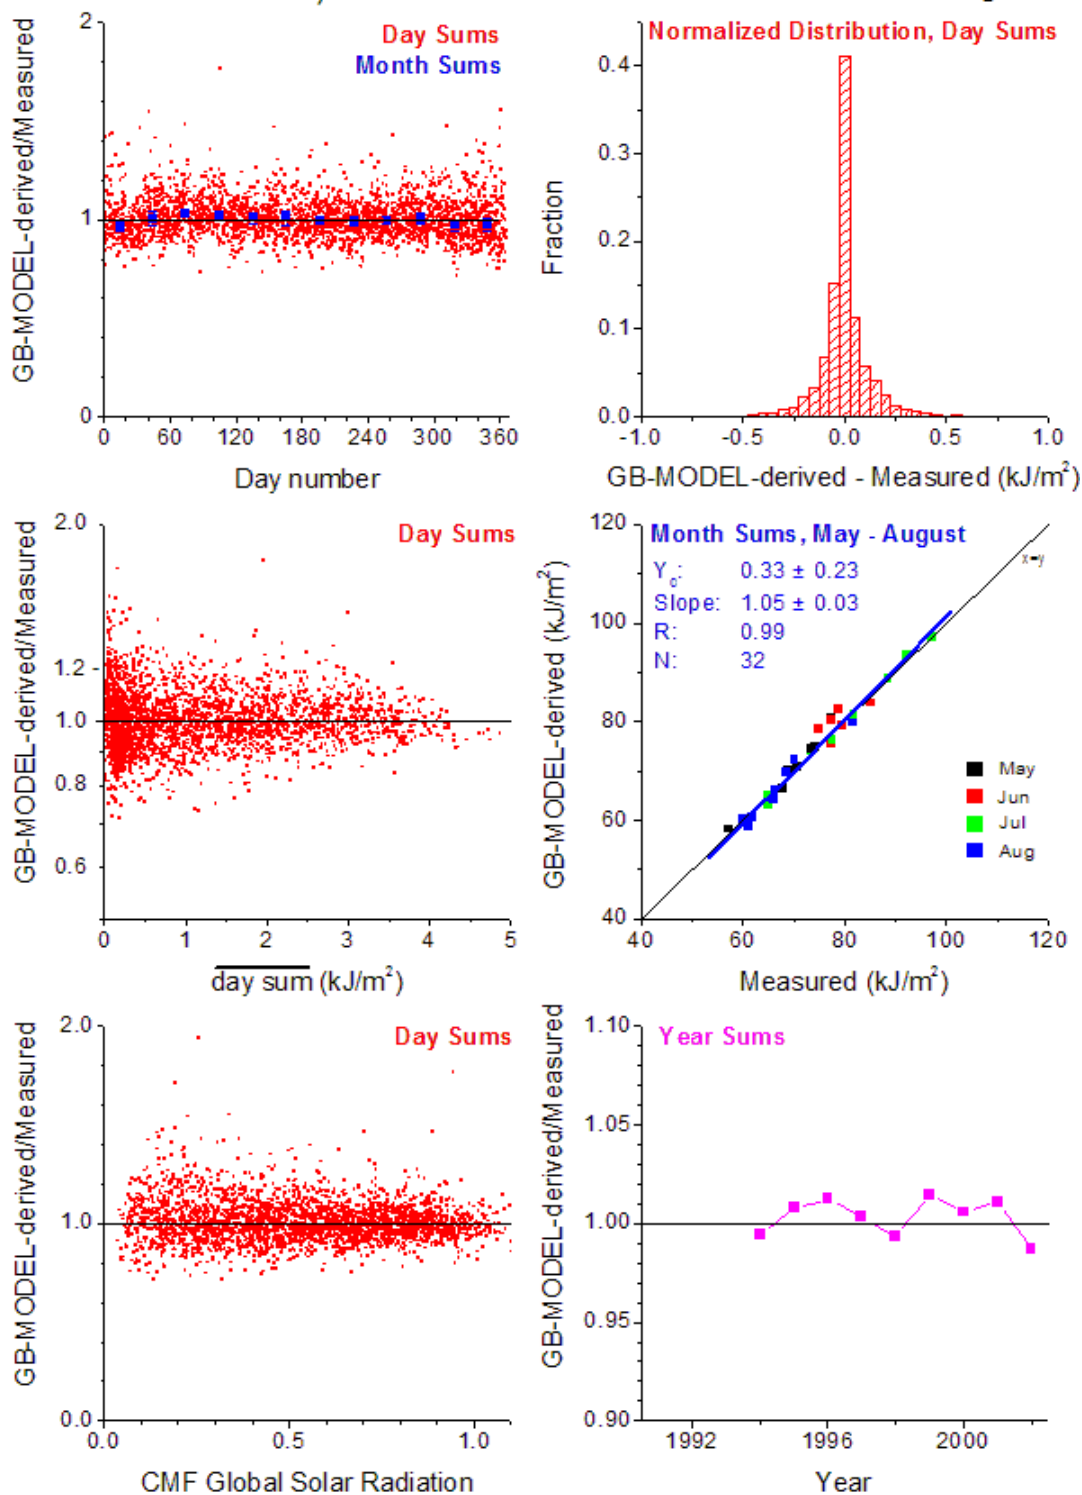 GB-MODEL-derived/Measured
2
1
0
Day Sums
Month Sums
0 60 120 180 240 300 360
Day number
Normalized Distribution, Day Sums
Fraction
0.4
0.3
0.2
0.1
0.0
-1.0 -0.5 0.0 0.5 1.0
GB-MODEL-derived - Measured (kJ/m²)
GB-MODEL-derived/Measured
2.0
1.2
1.0
0.8
0.6
Day Sums
0 1 2 3 4 5
day sum (kJ/m²)
GB-MODEL-derived (kJ/m²)
120
100
80
60
40
Month Sums, May - August
Y₀: 0.33 ± 0.23
Slope: 1.05 ± 0.03
R: 0.99
N: 32
x=y
May
Jun
Jul
Aug
40 60 80 100 120
Measured (kJ/m²)
GB-MODEL-derived/Measured
2.0
1.0
0.0
Day Sums
0.0 0.5 1.0
CMF Global Solar Radiation
GB-MODEL-derived/Measured
1.10
1.05
1.00
0.95
0.90
Year Sums
1992 1996 2000
Year